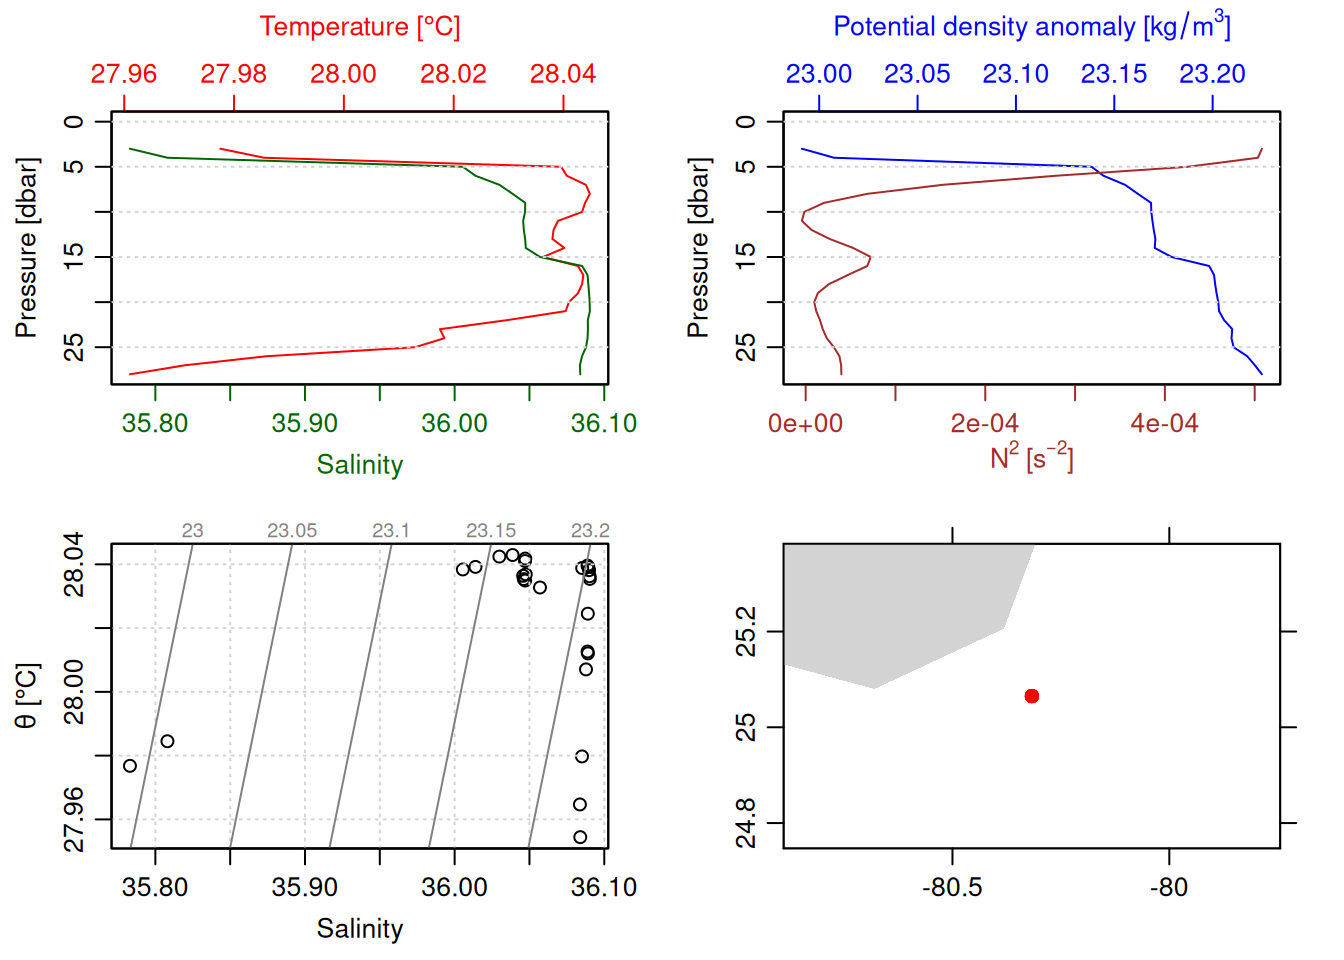 Temperature [°C]
27.96 27.98 28.00 28.02 28.04
Pressure [dbar]
0
5
15
25
35.80 35.90 36.00 36.10
Salinity
Potential density anomaly [kg/m³]
23.00 23.05 23.10 23.15 23.20
Pressure [dbar]
0
5
15
25
0e+00 2e-04 4e-04
N² [s⁻²]
23 23.05 23.1 23.15 23.2
θ [°C]
28.04
28.00
27.96
35.80 35.90 36.00 36.10
Salinity
25.2
25
24.8
-80.5 -80